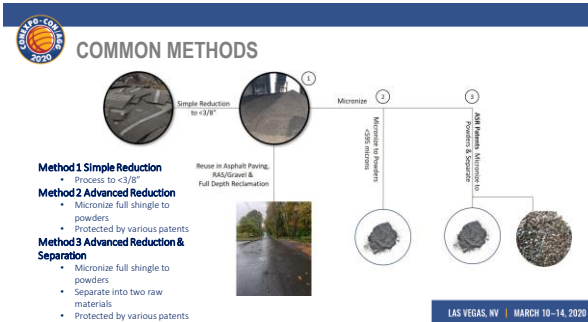 CONEXPO-CON/AGG
2020
COMMON METHODS
1
2
3
Simple Reduction
to <3/8"
Micronize
Micronize to Powders
<595 microns
ASR Patents Micronize to
Powders & Separate
Reuse in Asphalt Paving,
RAS/Gravel &
Full Depth Reclamation
Method 1 Simple Reduction
• Process to <3/8"
Method 2 Advanced Reduction
• Micronize full shingle to
powders
• Protected by various patents
Method 3 Advanced Reduction &
Separation
• Micronize full shingle to
powders
• Separate into two raw
materials
• Protected by various patents
LAS VEGAS, NV | MARCH 10–14, 2020